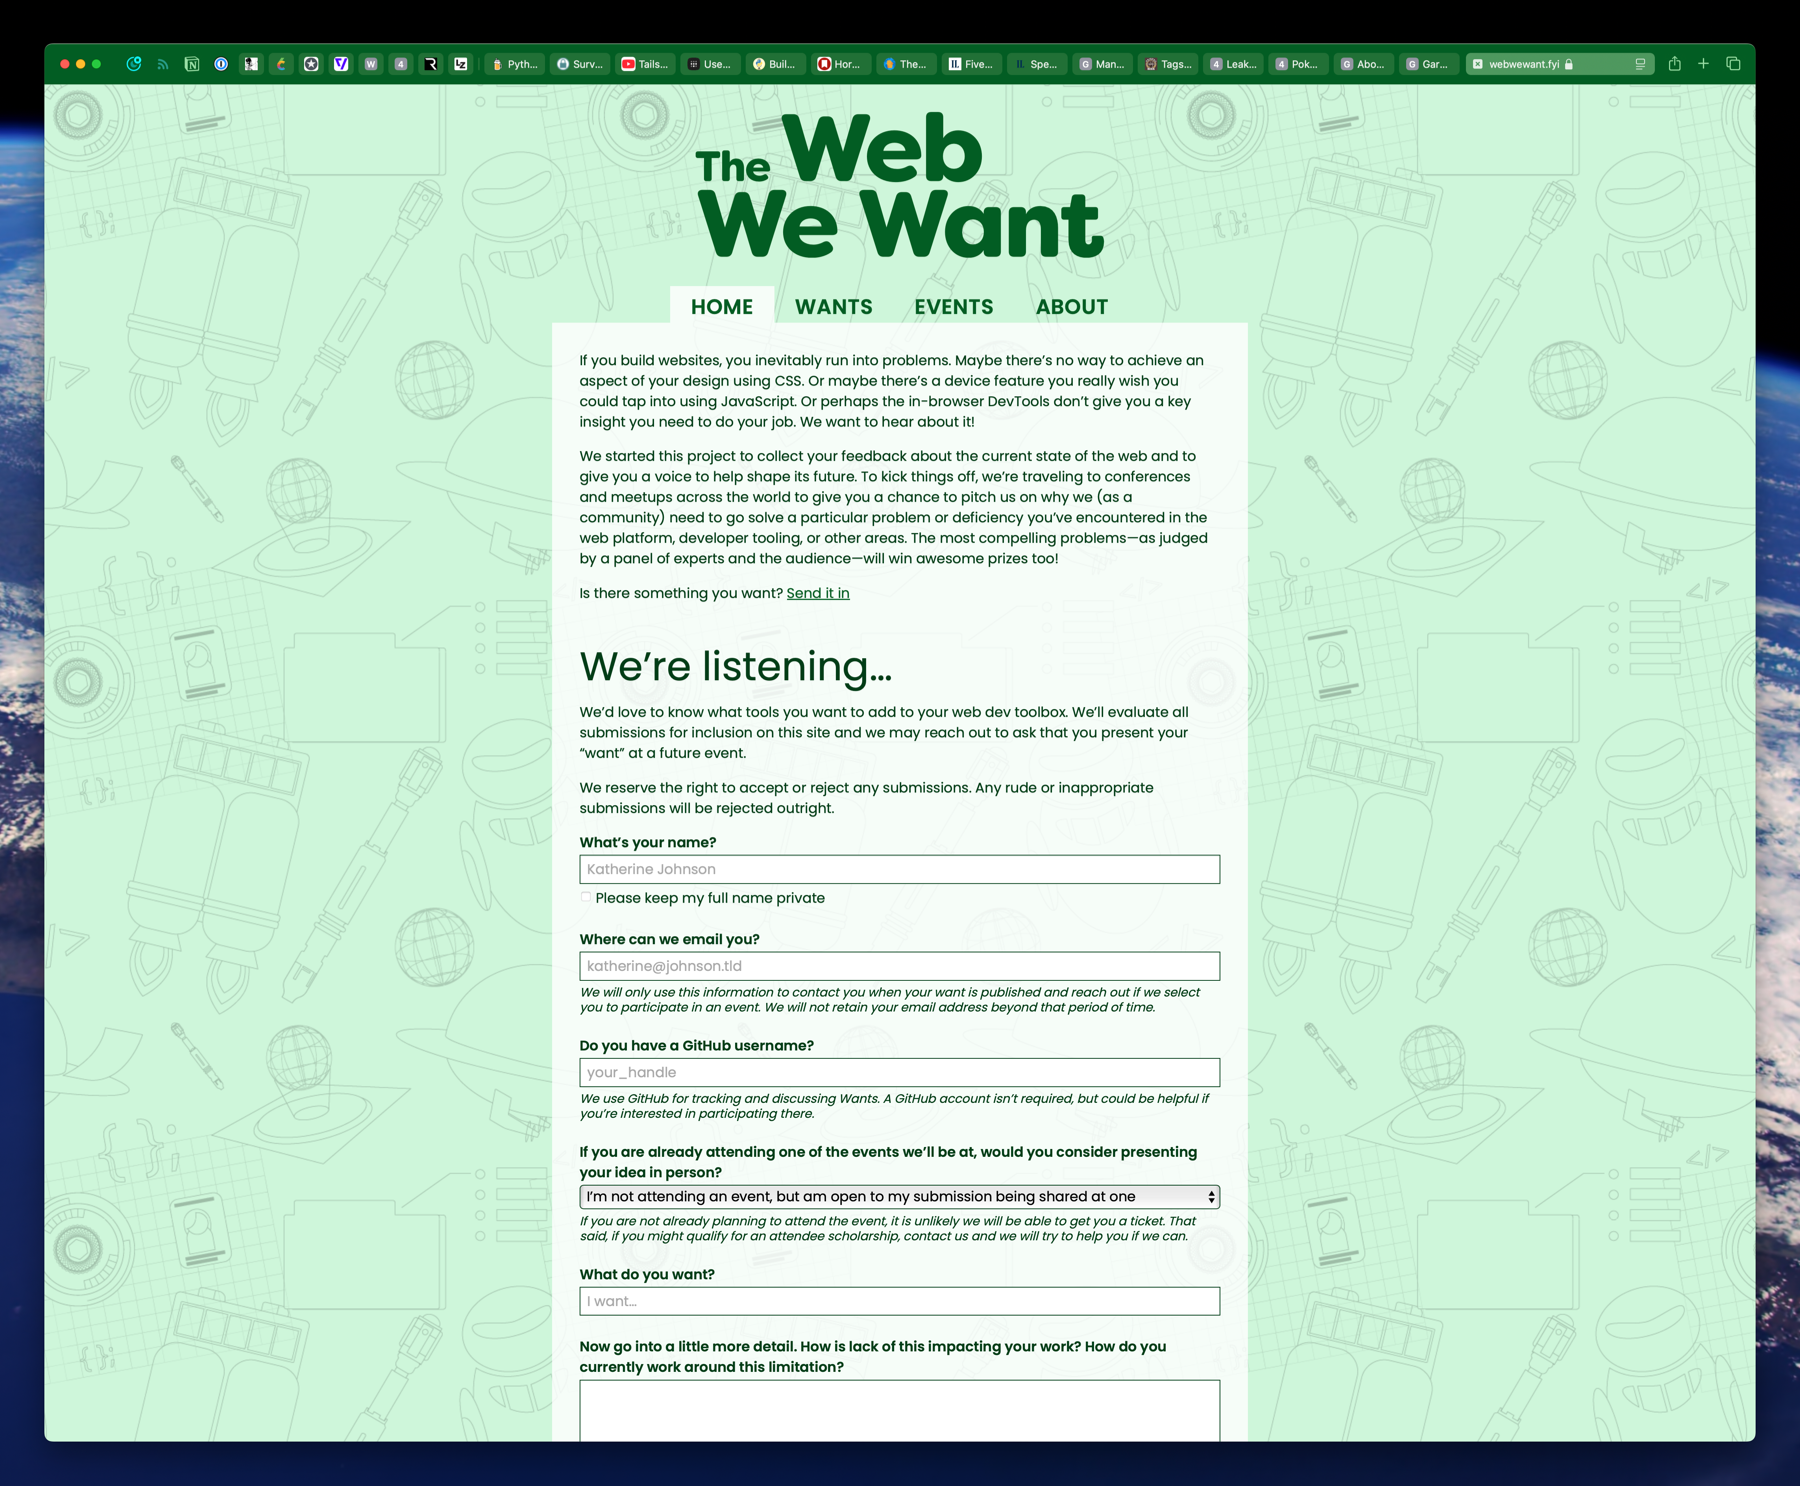 Pyth...
Surv...
Tails...
Use...
Buil...
Hor...
The...
Five...
Spe...
Man...
Tags...
Leak...
Pok...
Abo...
Gar...
webwewant.fyi
The Web
We Want
HOME WANTS EVENTS ABOUT
If you build websites, you inevitably run into problems. Maybe there’s no way to achieve an
aspect of your design using CSS. Or maybe there’s a device feature you really wish you
could tap into using JavaScript. Or perhaps the in-browser DevTools don’t give you a key
insight you need to do your job. We want to hear about it!
We started this project to collect your feedback about the current state of the web and to
give you a voice to help shape its future. To kick things off, we’re traveling to conferences
and meetups across the world to give you a chance to pitch us on why we (as a
community) need to go solve a particular problem or deficiency you’ve encountered in the
web platform, developer tooling, or other areas. The most compelling problems—as judged
by a panel of experts and the audience—will win awesome prizes too!
Is there something you want? Send it in
We’re listening…
We’d love to know what tools you want to add to your web dev toolbox. We’ll evaluate all
submissions for inclusion on this site and we may reach out to ask that you present your
“want” at a future event.
We reserve the right to accept or reject any submissions. Any rude or inappropriate
submissions will be rejected outright.
What’s your name?
Katherine Johnson
Please keep my full name private
Where can we email you?
katherine@johnson.tld
We will only use this information to contact you when your want is published and reach out if we select
you to participate in an event. We will not retain your email address beyond that period of time.
Do you have a GitHub username?
your_handle
We use GitHub for tracking and discussing Wants. A GitHub account isn’t required, but could be helpful if
you’re interested in participating there.
If you are already attending one of the events we’ll be at, would you consider presenting
your idea in person?
I’m not attending an event, but am open to my submission being shared at one
If you are not already planning to attend the event, it is unlikely we will be able to get you a ticket. That
said, if you might qualify for an attendee scholarship, contact us and we will try to help you if we can.
What do you want?
I want…
Now go into a little more detail. How is lack of this impacting your work? How do you
currently work around this limitation?